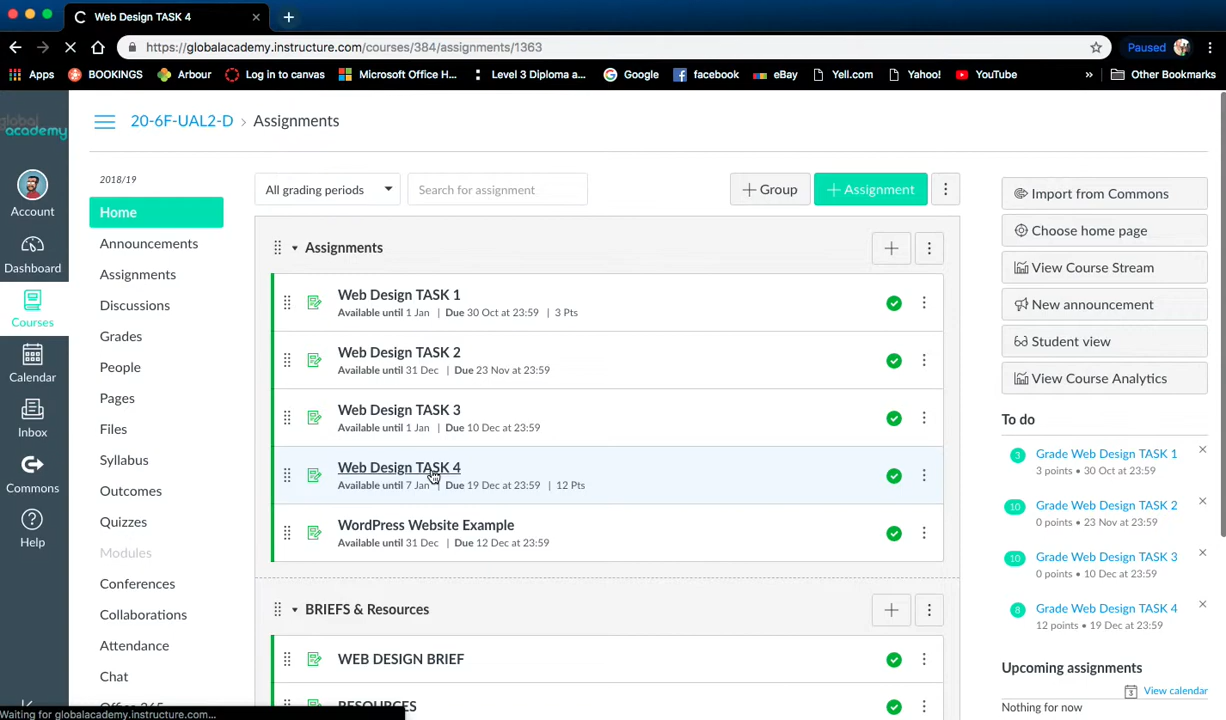 Web Design TASK 4
https://globalacademy.instructure.com/courses/384/assignments/1363
Paused
Apps
BOOKINGS
Arbour
Log in to canvas
Microsoft Office H...
Level 3 Diploma a...
Google
facebook
eBay
Yell.com
Yahoo!
YouTube
»
Other Bookmarks
global
academy
Account
Dashboard
Courses
Calendar
Inbox
Commons
Help
20-6F-UAL2-D › Assignments
2018/19
Home
Announcements
Assignments
Discussions
Grades
People
Pages
Files
Syllabus
Outcomes
Quizzes
Modules
Conferences
Collaborations
Attendance
Chat
Office 365
All grading periods
Search for assignment
+ Group
+ Assignment
Assignments
Web Design TASK 1
Available until 1 Jan | Due 30 Oct at 23:59 | 3 Pts
Web Design TASK 2
Available until 31 Dec | Due 23 Nov at 23:59
Web Design TASK 3
Available until 1 Jan | Due 10 Dec at 23:59
Web Design TASK 4
Available until 7 Jan | Due 19 Dec at 23:59 | 12 Pts
WordPress Website Example
Available until 31 Dec | Due 12 Dec at 23:59
BRIEFS & Resources
WEB DESIGN BRIEF
RESOURCES
Import from Commons
Choose home page
View Course Stream
New announcement
Student view
View Course Analytics
To do
3 Grade Web Design TASK 1
3 points • 30 Oct at 23:59
10 Grade Web Design TASK 2
0 points • 23 Nov at 23:59
10 Grade Web Design TASK 3
0 points • 10 Dec at 23:59
8 Grade Web Design TASK 4
12 points • 19 Dec at 23:59
Upcoming assignments
3 View calendar
Nothing for now
Waiting for globalacademy.instructure.com...